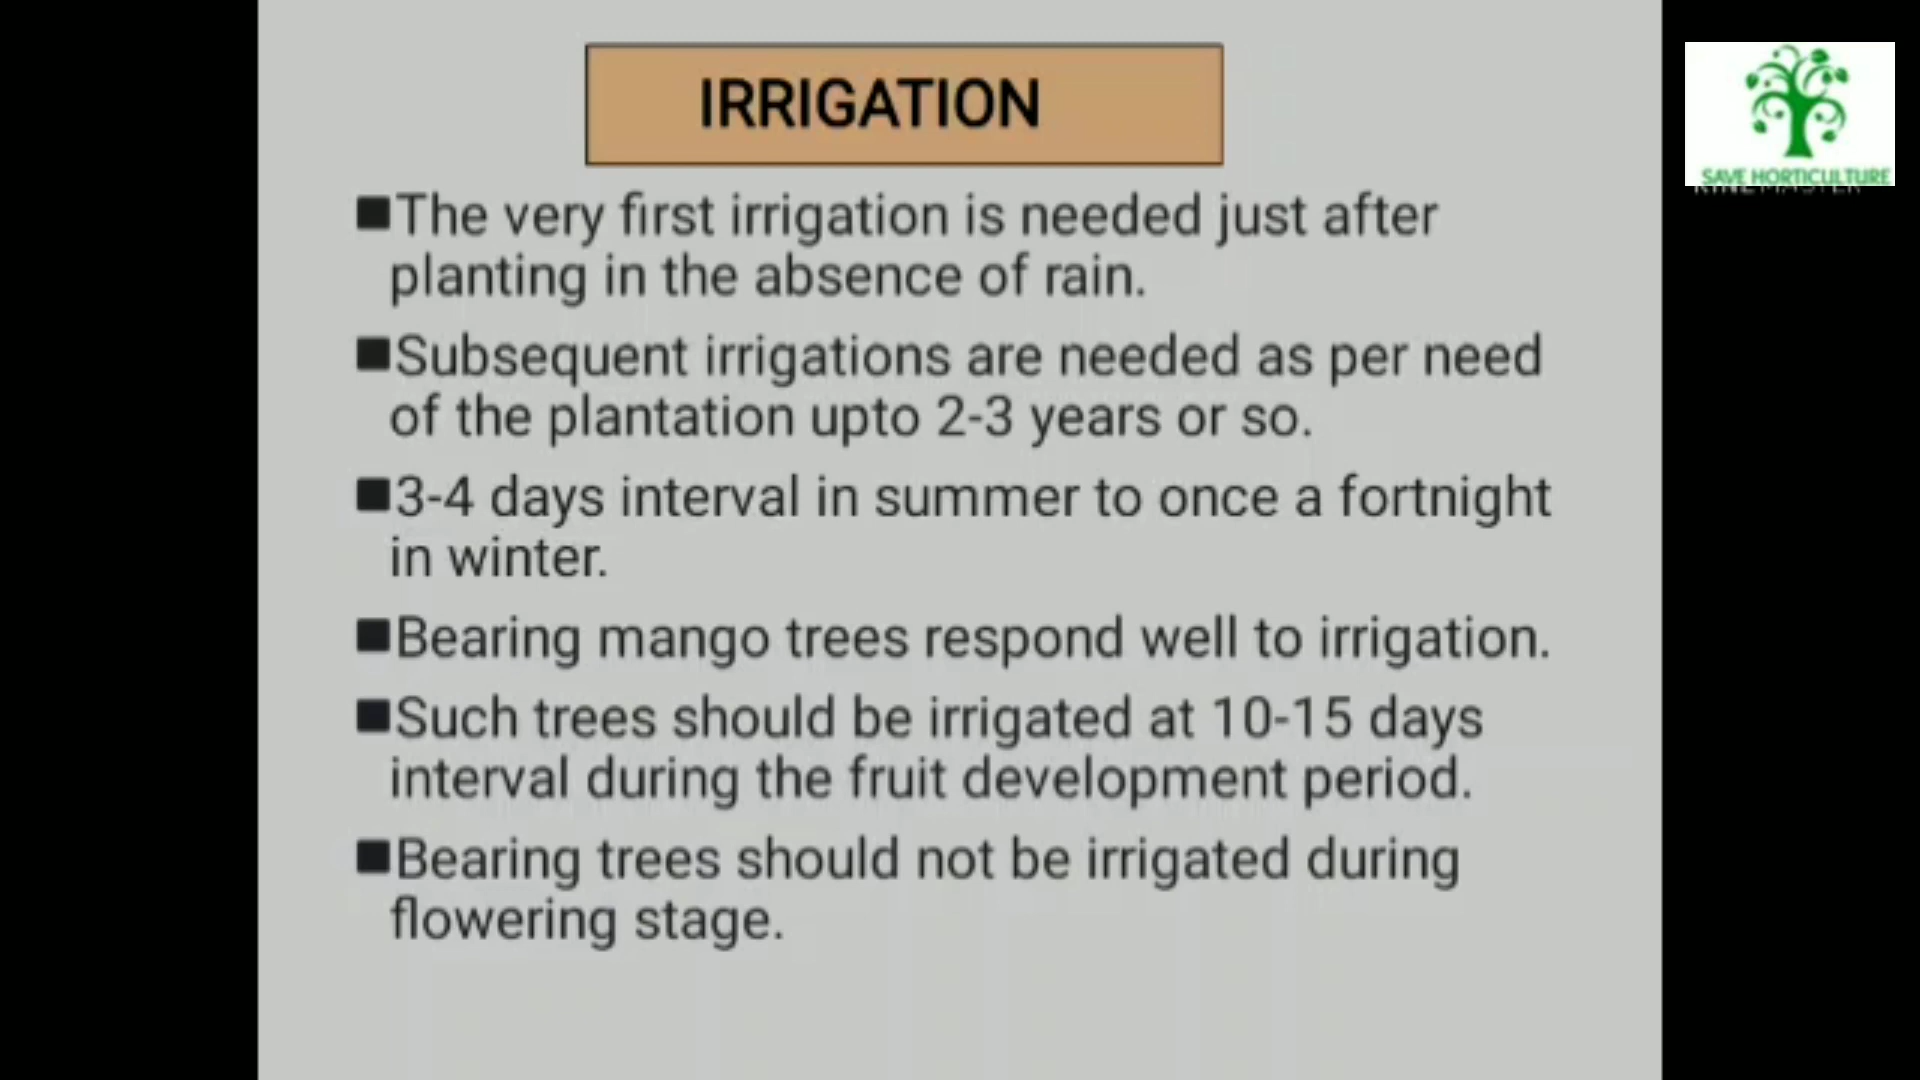 IRRIGATION
SAVE HORTICULTURE
■The very first irrigation is needed just after
planting in the absence of rain.
■Subsequent irrigations are needed as per need
of the plantation upto 2-3 years or so.
■3-4 days interval in summer to once a fortnight
in winter.
■Bearing mango trees respond well to irrigation.
■Such trees should be irrigated at 10-15 days
interval during the fruit development period.
■Bearing trees should not be irrigated during
flowering stage.